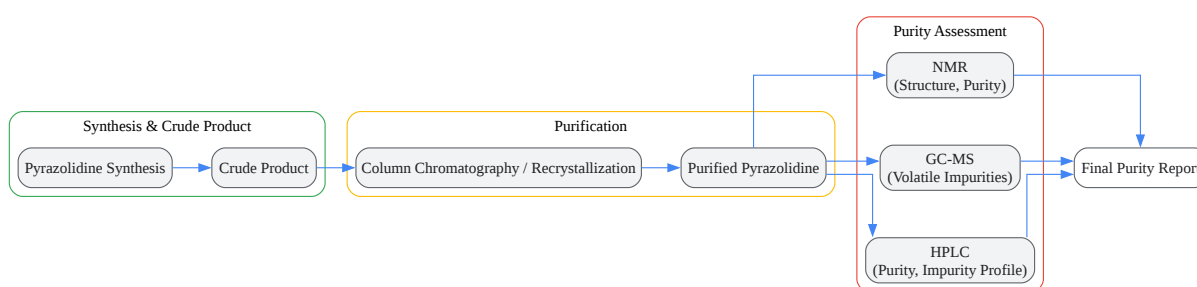 Synthesis & Crude Product
Pyrazolidine Synthesis
Crude Product
Purification
Column Chromatography / Recrystallization
Purified Pyrazolidine
Purity Assessment
NMR
(Structure, Purity)
GC-MS
(Volatile Impurities)
HPLC
(Purity, Impurity Profile)
Final Purity Repor